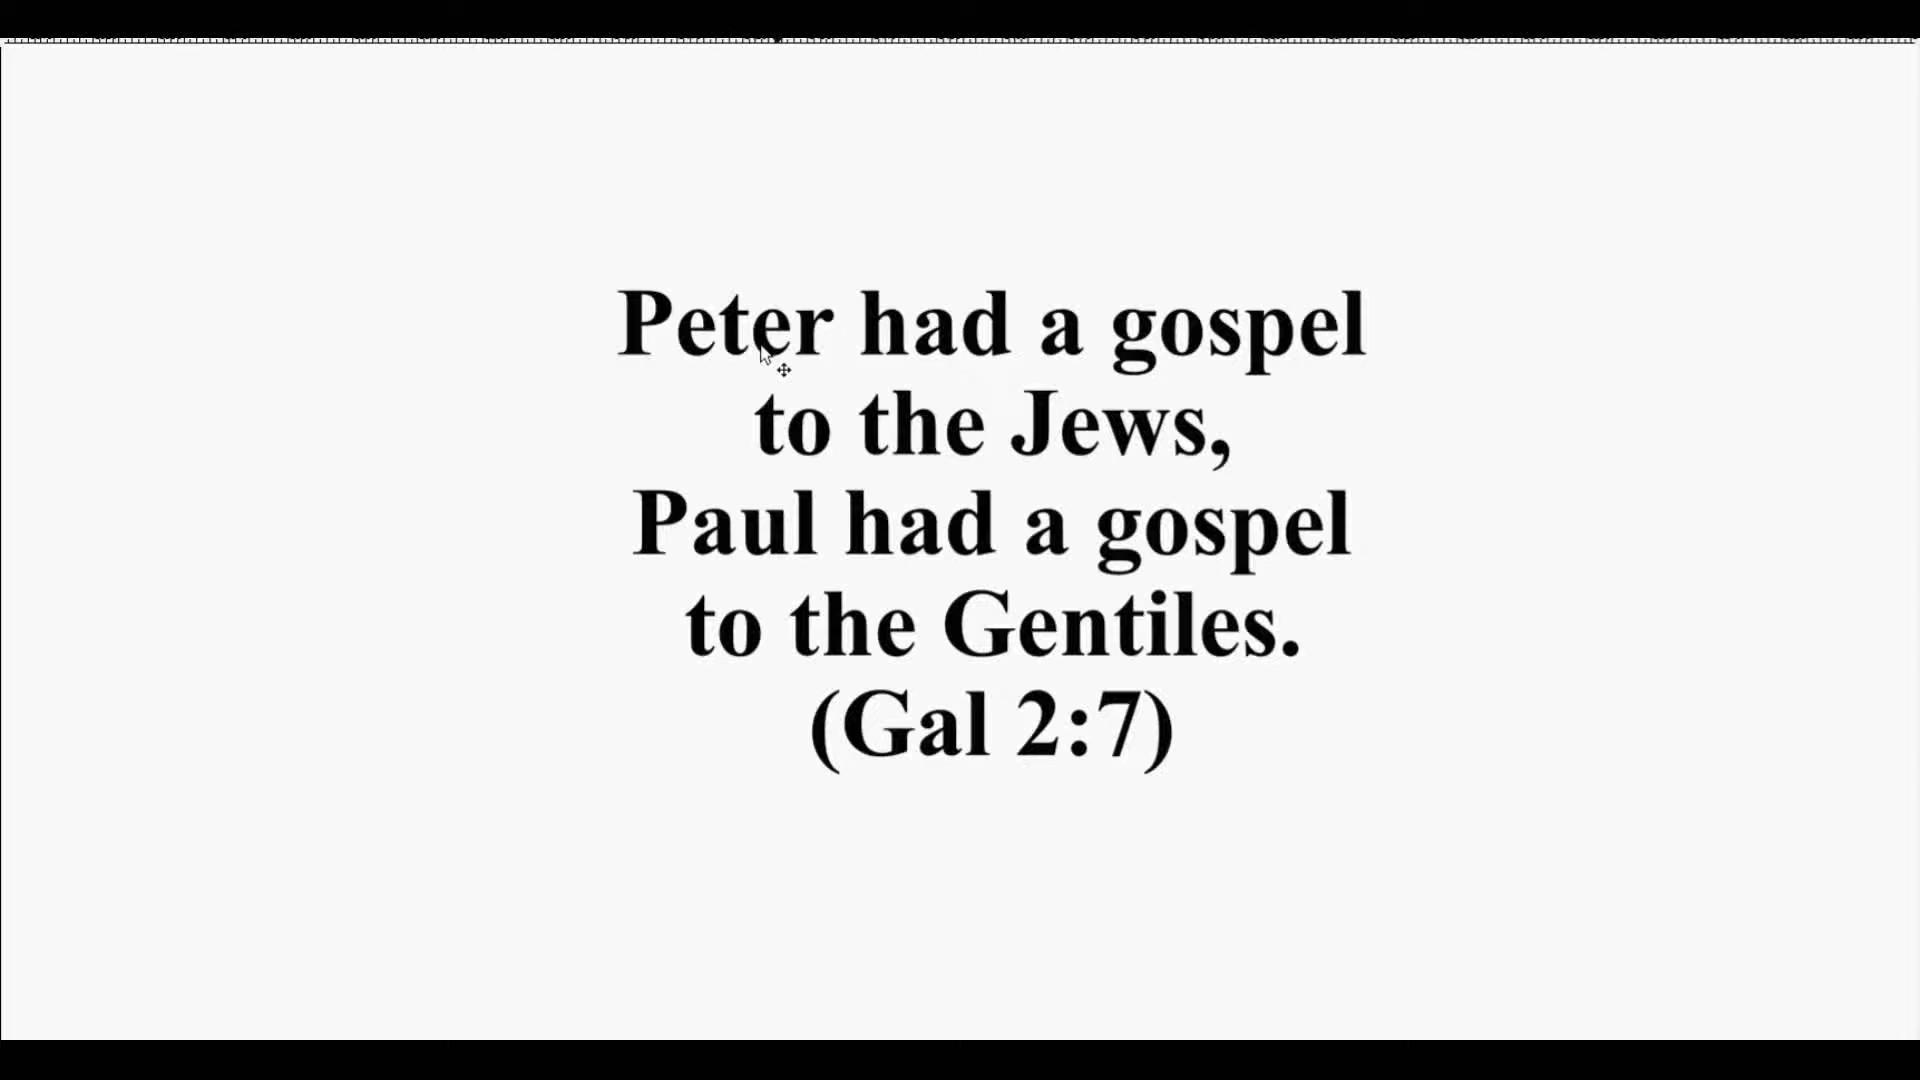 Peter had a gospel
to the Jews,
Paul had a gospel
to the Gentiles.
(Gal 2:7)